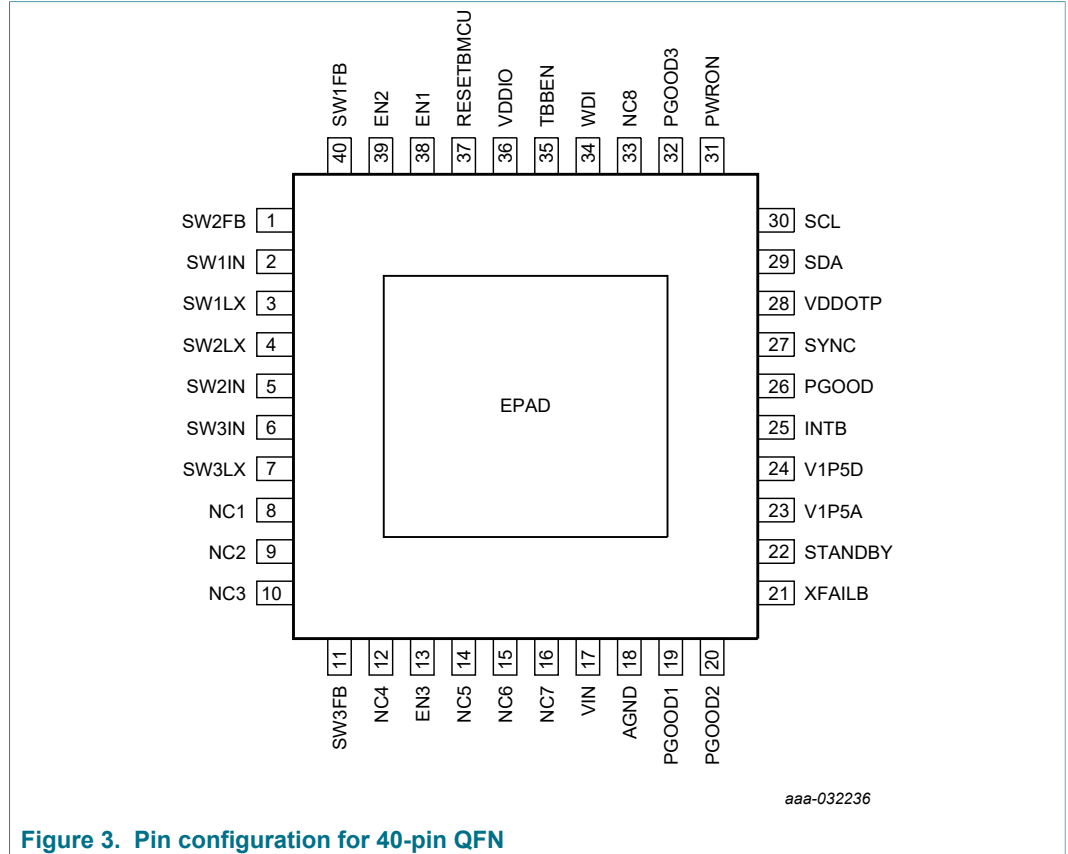 SW1FB
EN2
EN1
RESETBMCU
VDDIO
TBBEN
WDI
NC8
PGOOD3
PWRON
40
39
38
37
36
35
34
33
32
31
SW2FB 1
SW1IN 2
SW1LX 3
SW2LX 4
SW2IN 5
SW3IN 6
SW3LX 7
NC1 8
NC2 9
NC3 10
EPAD
30 SCL
29 SDA
28 VDDOTP
27 SYNC
26 PGOOD
25 INTB
24 V1P5D
23 V1P5A
22 STANDBY
21 XFAILB
11
12
13
14
15
16
17
18
19
20
SW3FB
NC4
EN3
NC5
NC6
NC7
VIN
AGND
PGOOD1
PGOOD2
aaa-032236
Figure 3. Pin configuration for 40-pin QFN